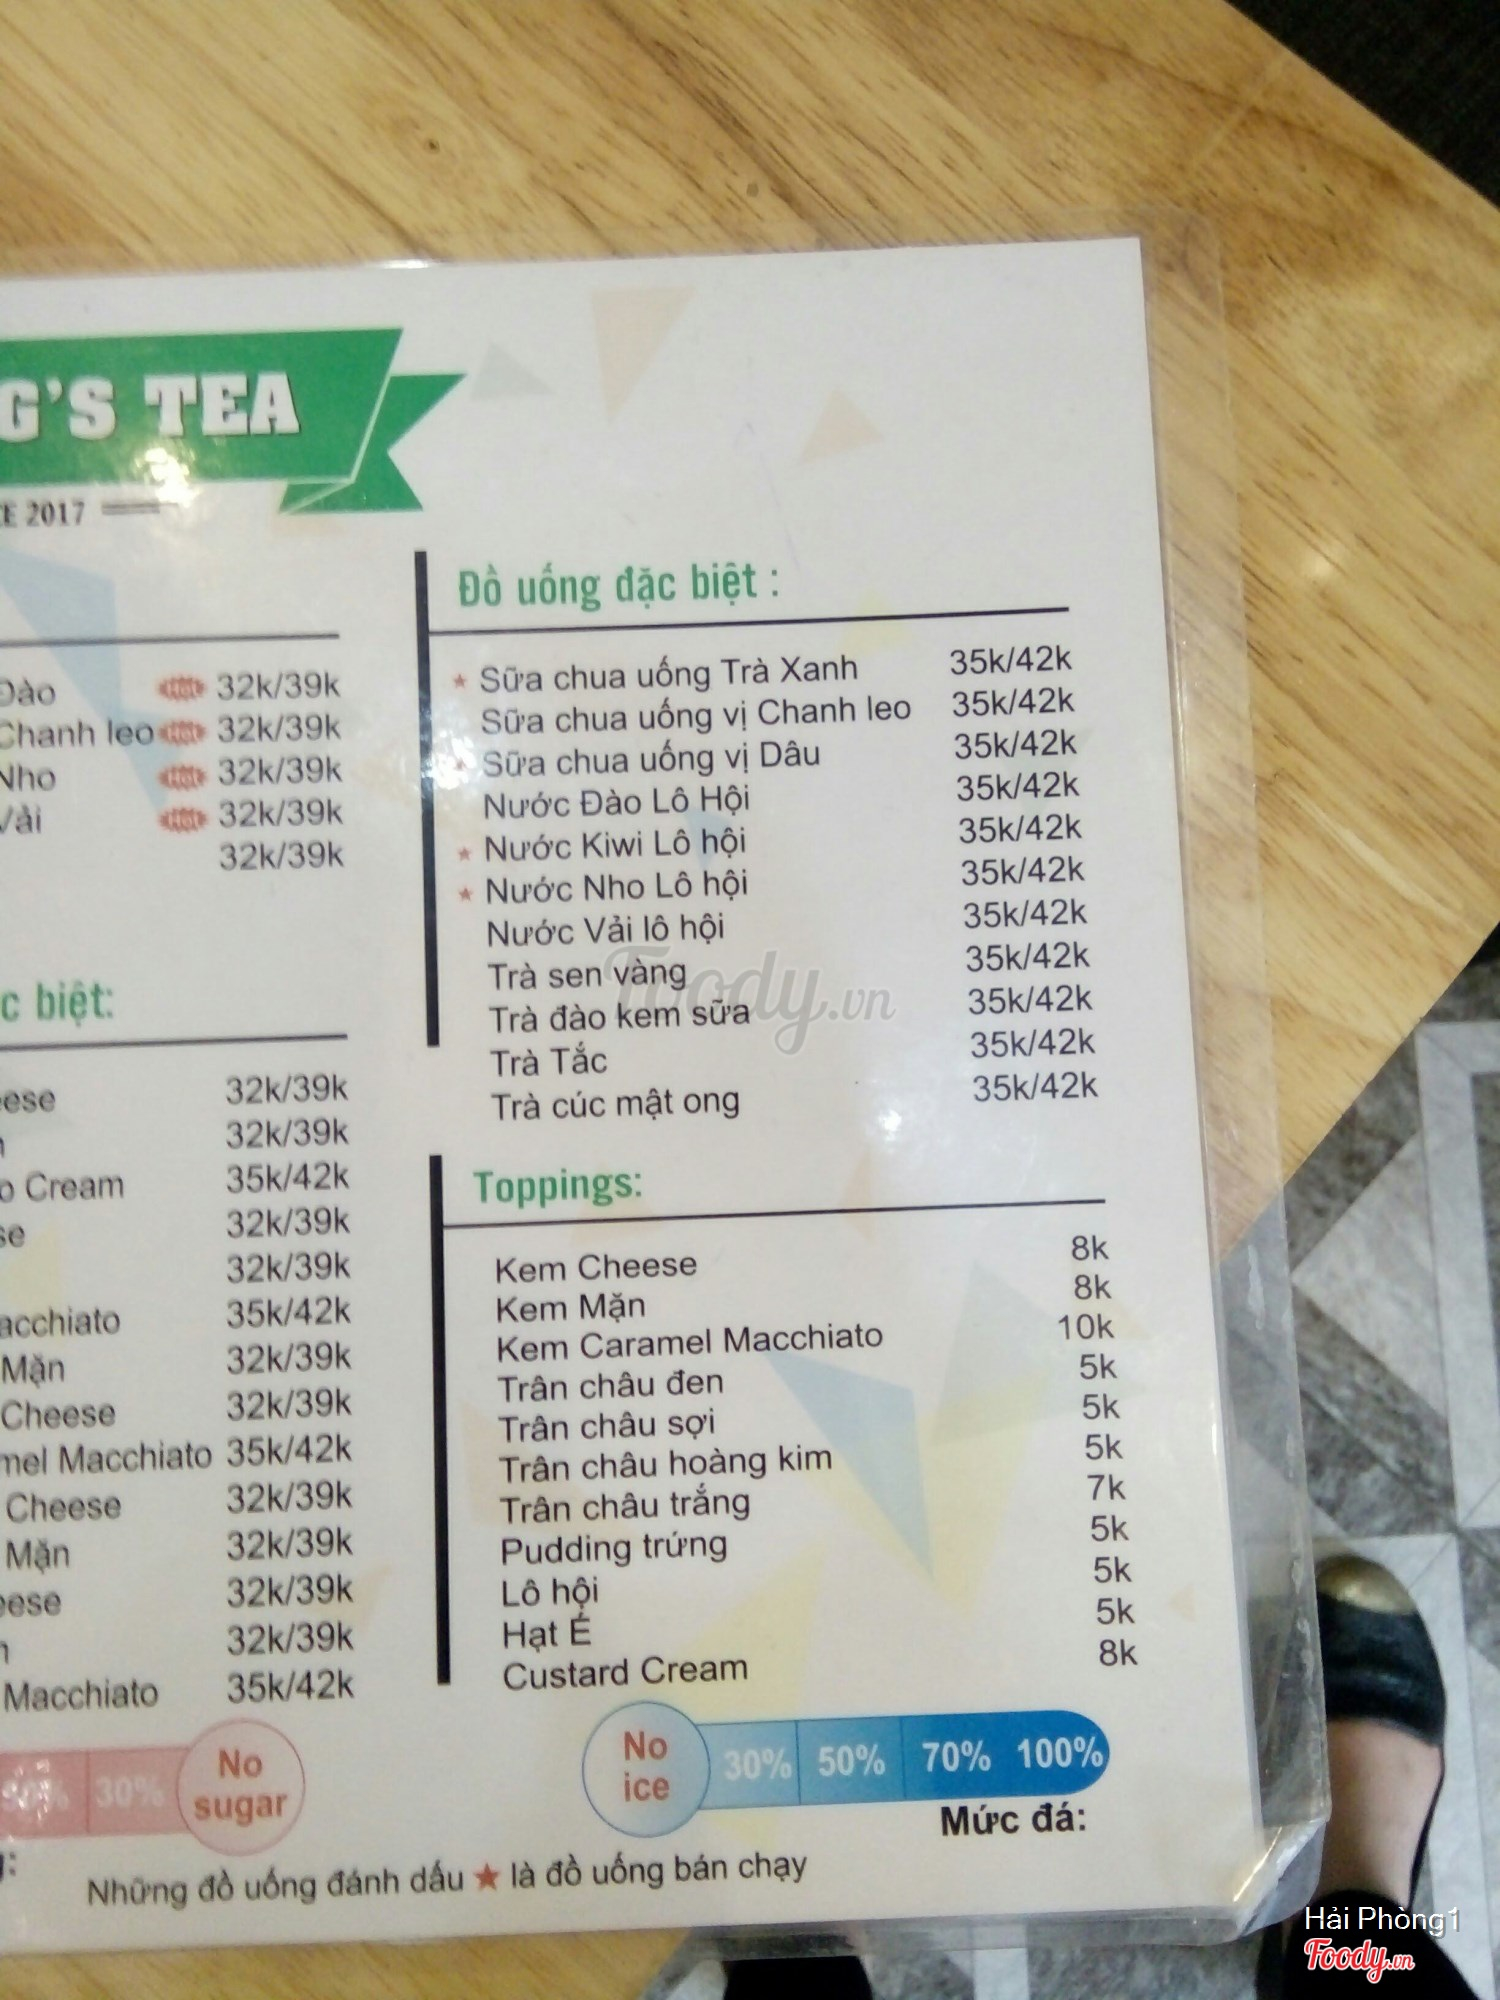 G'S TEA
2017
Đào HOT 32k/39k
Chanh leo HOT 32k/39k
Nho HOT 32k/39k
Vải HOT 32k/39k
32k/39k
biệt:
32k/39k
32k/39k
Cream 35k/42k
32k/39k
32k/39k
35k/42k
Mặn 32k/39k
Cheese 32k/39k
Macchiato 35k/42k
Cheese 32k/39k
Mặn 32k/39k
32k/39k
32k/39k
Macchiato 35k/42k
30% No sugar
Đồ uống đặc biệt :
★ Sữa chua uống Trà Xanh 35k/42k
Sữa chua uống vị Chanh leo 35k/42k
★ Sữa chua uống vị Dâu 35k/42k
Nước Đào Lô Hội 35k/42k
★ Nước Kiwi Lô hội 35k/42k
★ Nước Nho Lô hội 35k/42k
Nước Vải lô hội 35k/42k
Trà sen vàng 35k/42k
Trà đào kem sữa 35k/42k
Trà Tắc 35k/42k
Trà cúc mật ong 35k/42k
Toppings:
Kem Cheese 8k
Kem Mặn 8k
Kem Caramel Macchiato 10k
Trân châu đen 5k
Trân châu sợi 5k
Trân châu hoàng kim 5k
Trân châu trắng 7k
Pudding trứng 5k
Lô hội 5k
Hạt É 5k
Custard Cream 8k
No ice 30% 50% 70% 100%
Mức đá:
Những đồ uống đánh dấu ★ là đồ uống bán chạy
Foody.vn
Hải Phòng1
Foody.vn